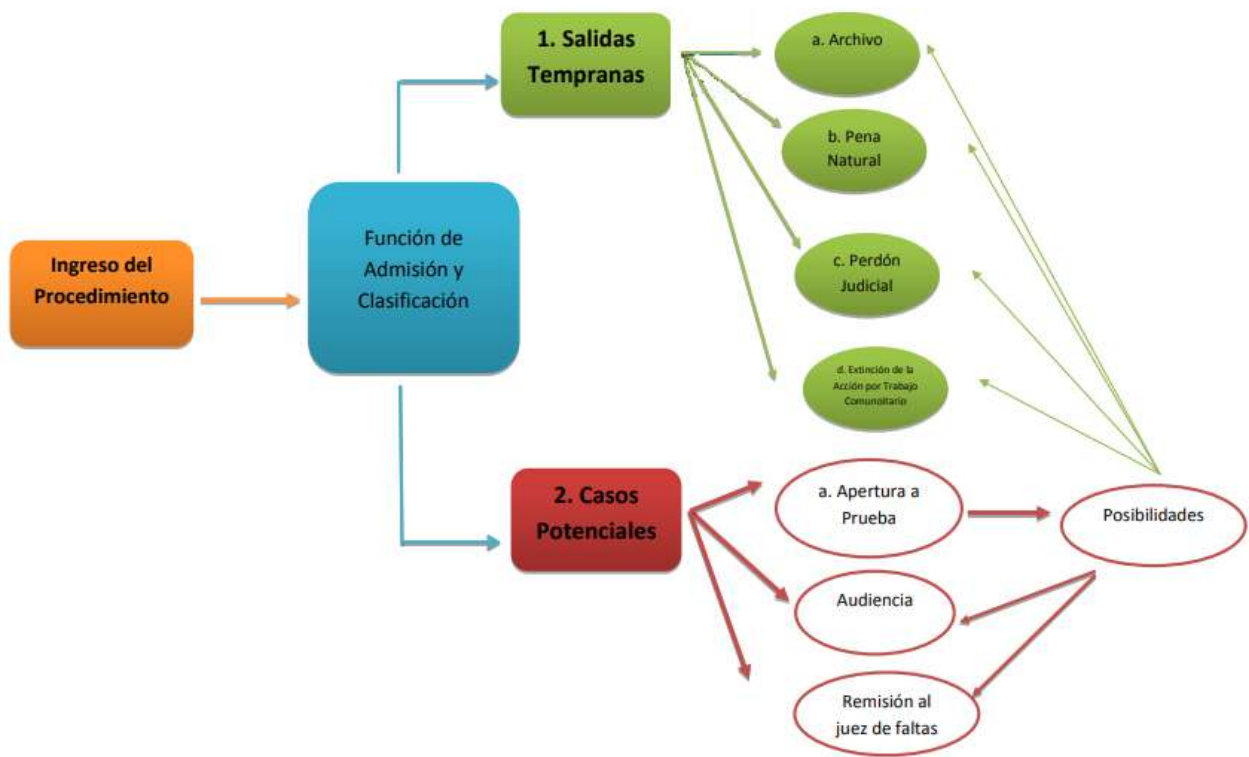 Ingreso del
Procedimiento
Función de
Admisión y
Clasificación
1. Salidas
Tempranas
a. Archivo
b. Pena
Natural
c. Perdón
Judicial
d. Extinción de la
Acción por Trabajo
Comunoitario
2. Casos
Potenciales
a. Apertura a
Prueba
Posibilidades
Audiencia
Remisión al
juez de faltas